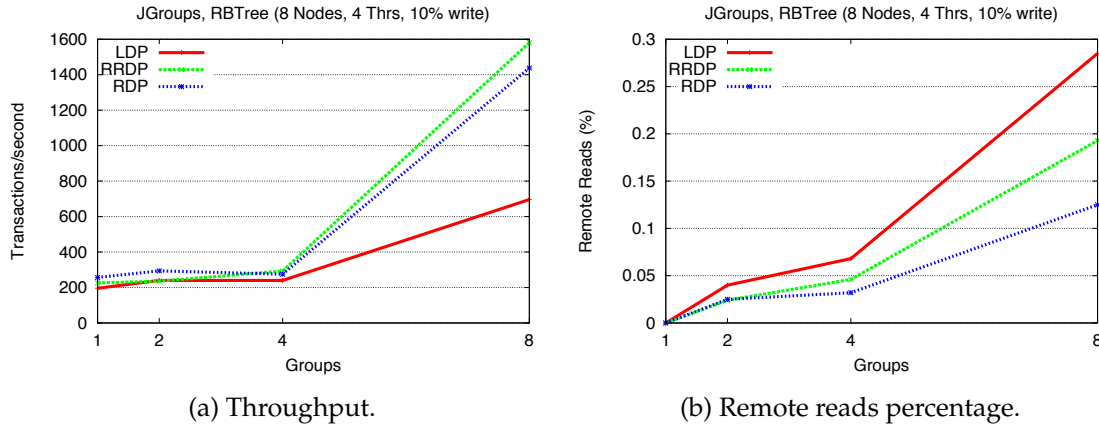 JGroups, RBTree (8 Nodes, 4 Thrs, 10% write)
1600
1400
1200
1000
800
600
400
200
0
Transactions/second
LDP
RRDP
RDP
1 2 4 8
Groups
(a) Throughput.
JGroups, RBTree (8 Nodes, 4 Thrs, 10% write)
0.3
0.25
0.2
0.15
0.1
0.05
0
Remote Reads (%)
LDP
RRDP
RDP
1 2 4 8
Groups
(b) Remote reads percentage.